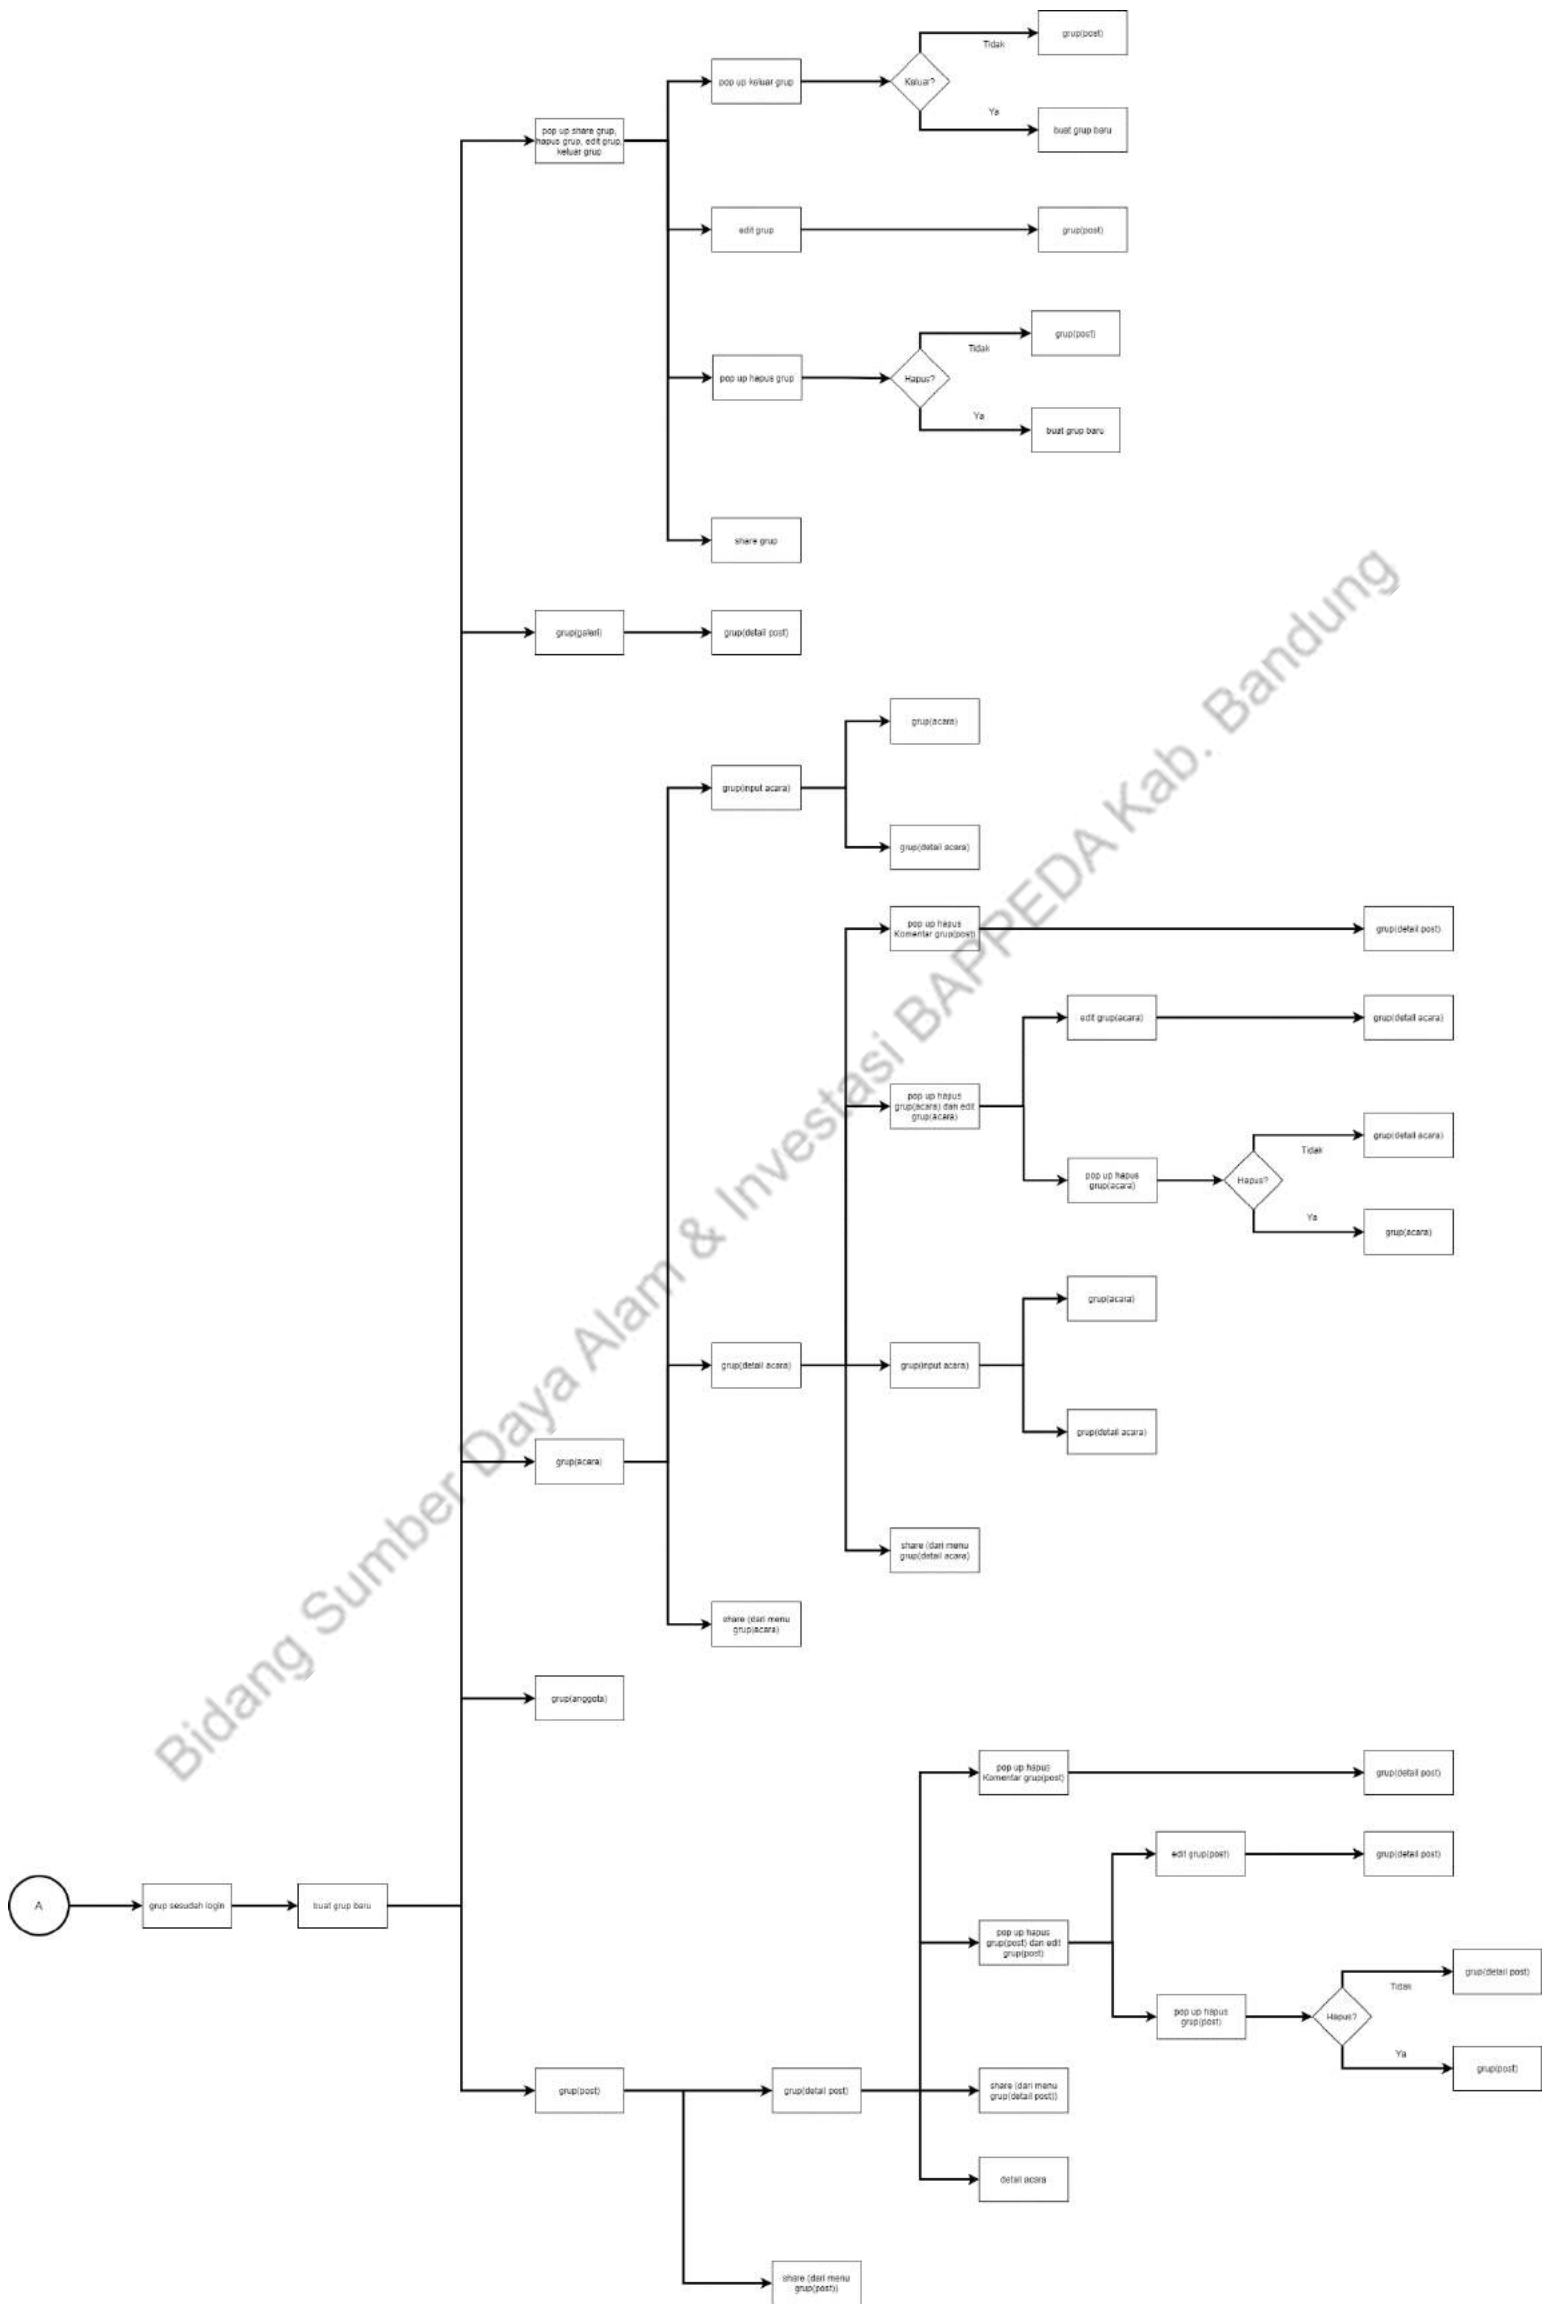 grup(post)
Tidak
pop up keluar grup
Keluar?
Ya
buat grup baru
pop up share grup,
hapus grup, edit grup,
keluar grup
edit grup
grup(post)
grup(post)
Tidak
pop up hapus grup
Hapus?
Ya
buat grup baru
share grup
grup(galeri)
grup(detail post)
grup(acara)
grup(input acara)
grup(detail acara)
pop up hapus
Komentar grup(post)
grup(detail post)
edit grup(acara)
grup(detail acara)
pop up hapus
grup(acara) dan edit
grup(acara)
grup(detail acara)
Tidak
pop up hapus
grup(acara)
Hapus?
Ya
grup(acara)
grup(acara)
grup(detail acara)
grup(input acara)
grup(detail acara)
grup(acara)
share (dari menu
grup(detail acara)
share (dari menu
grup(acara)
grup(anggota)
pop up hapus
Komentar grup(post)
grup(detail post)
edit grup(post)
grup(detail post)
A
grup sesudah login
buat grup baru
pop up hapus
grup(post) dan edit
grup(post)
grup(detail post)
Tidak
pop up hapus
grup(post)
Hapus?
Ya
grup(post)
grup(post)
grup(detail post)
share (dari menu
grup(detail post))
detail acara
share (dari menu
grup(post))
Bidang Sumber Daya Alam & Investasi BAPPEDA Kab. Bandung